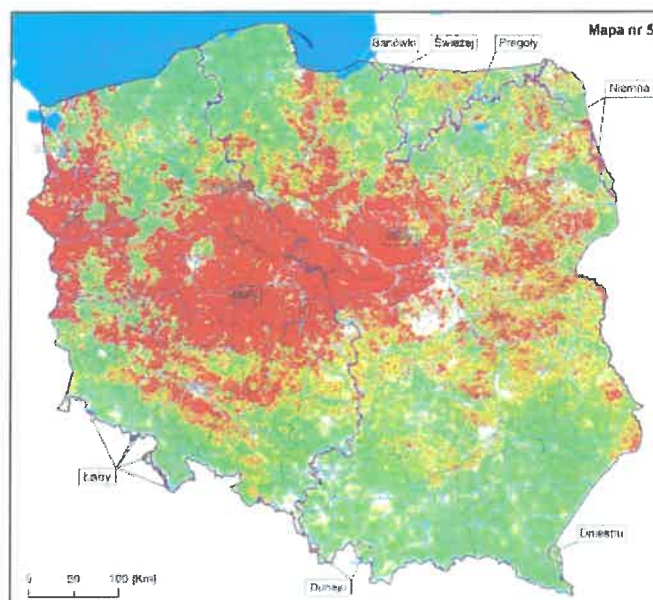 Mapa nr 5
Banówki
Świeżej
Pregoły
Niemna
Łaby
Dniestru
Dunaju
0 50 100 [Km]